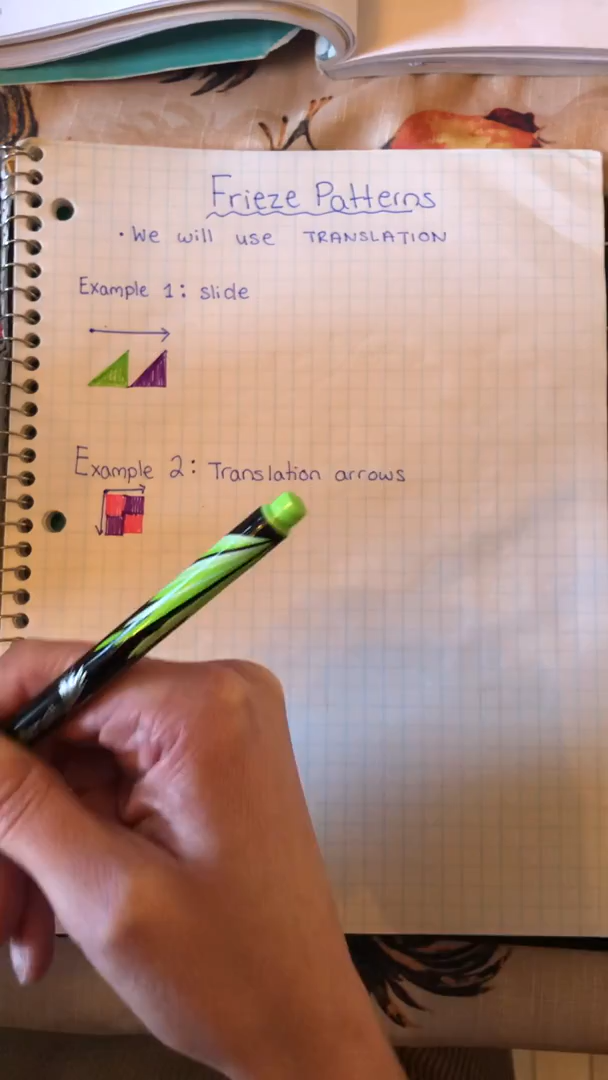 Frieze Patterns
• We will use TRANSLATION
Example 1: slide
Example 2: Translation arrows